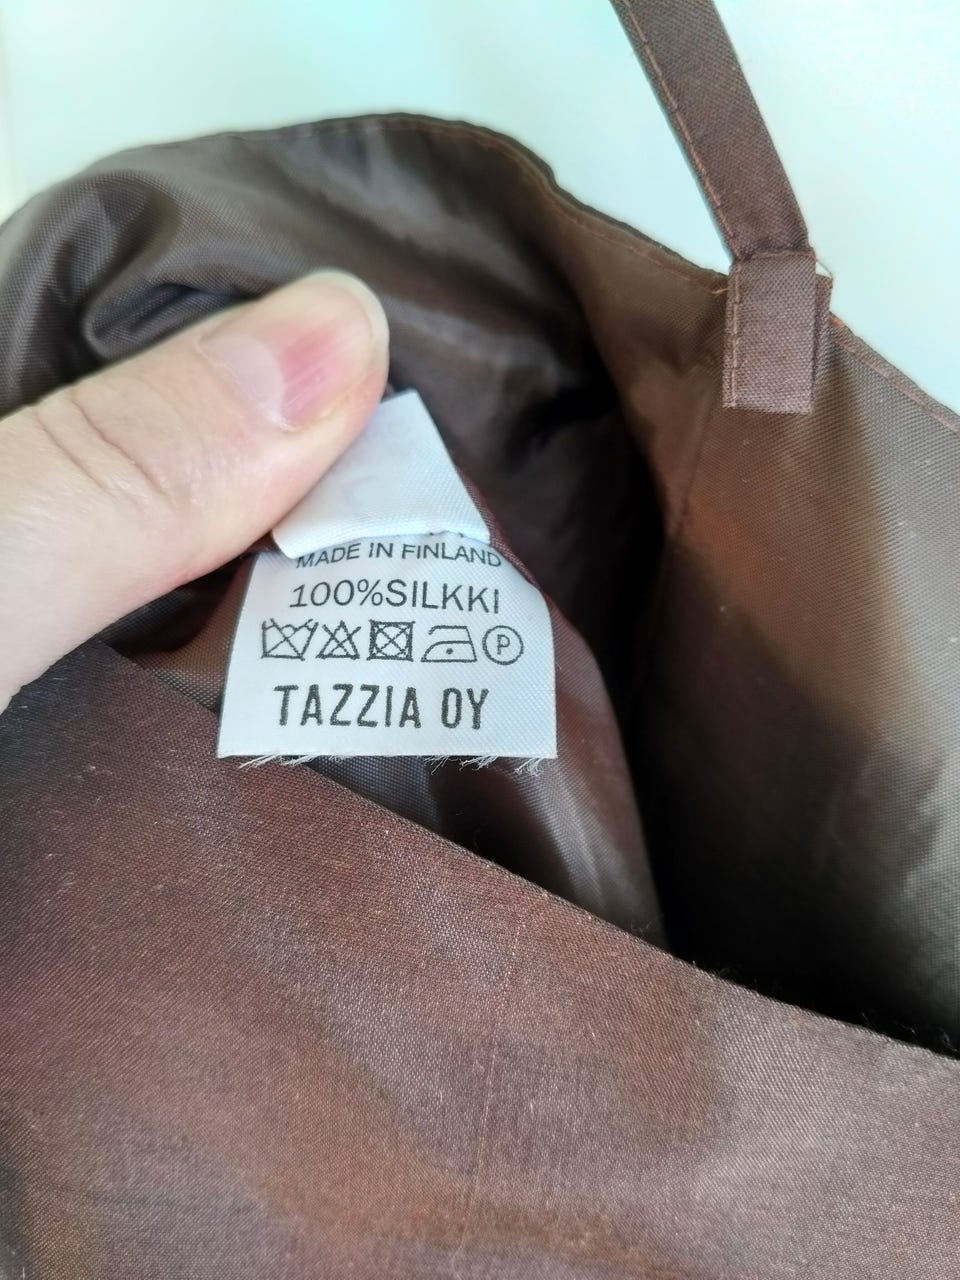 MADE IN FINLAND
100%SILKKI
P
TAZZIA OY